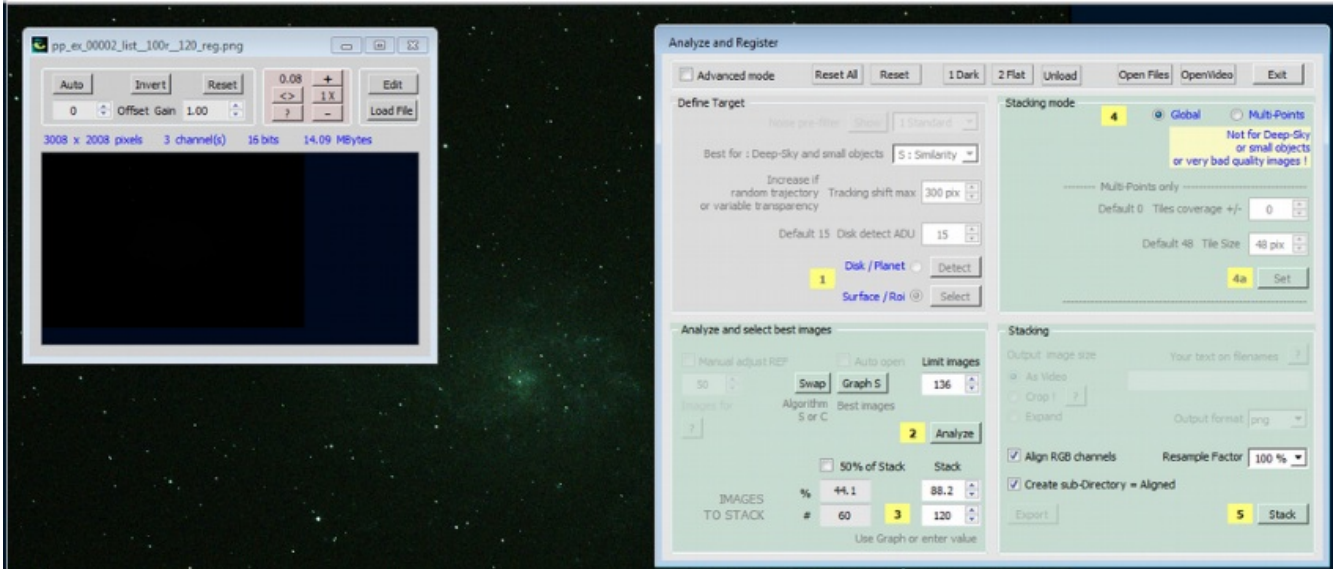 pp_ex_00002_list__100r__120_reg.png
Auto Invert Reset
0 Offset Gain 1.00
0.08 +
<> 1 X
? -
Edit
Load File
3008 x 2008 pixels 3 channel(s) 16 bits 14.09 MBytes
Analyze and Register
Advanced mode Reset All Reset 1 Dark 2 Flat Unload Open Files OpenVideo Exit
Define Target
Noise pre-filter Show 1 Standard
Best for : Deep-Sky and small objects S : Similarity
Increase if
random trajectory Tracking shift max 300 pix
or variable transparency
Default 15 Disk detect ADU 15
Disk / Planet Detect
1
Surface / Roi Select
Stacking mode
4 Global Multi-Points
Not for Deep-Sky
or small objects
or very bad quality images !
Multi-Points only
Default 0 Tiles coverage +/- 0
Default 48 Tile Size 48 pix
4a Set
Analyze and select best images
Manual adjust REF Auto open Limit images
50 Swap Graph S 136
Images for Algorithm Best images
S or C
?
2 Analyze
50% of Stack Stack
IMAGES % 44.1 88.2
TO STACK # 60 3 120
Use Graph or enter value
Stacking
Output image size Your text on filenames ?
As Video
Crop ! ?
Expand Output format png
Align RGB channels Resample Factor 100 %
Create sub-Directory = Aligned
Export 5 Stack